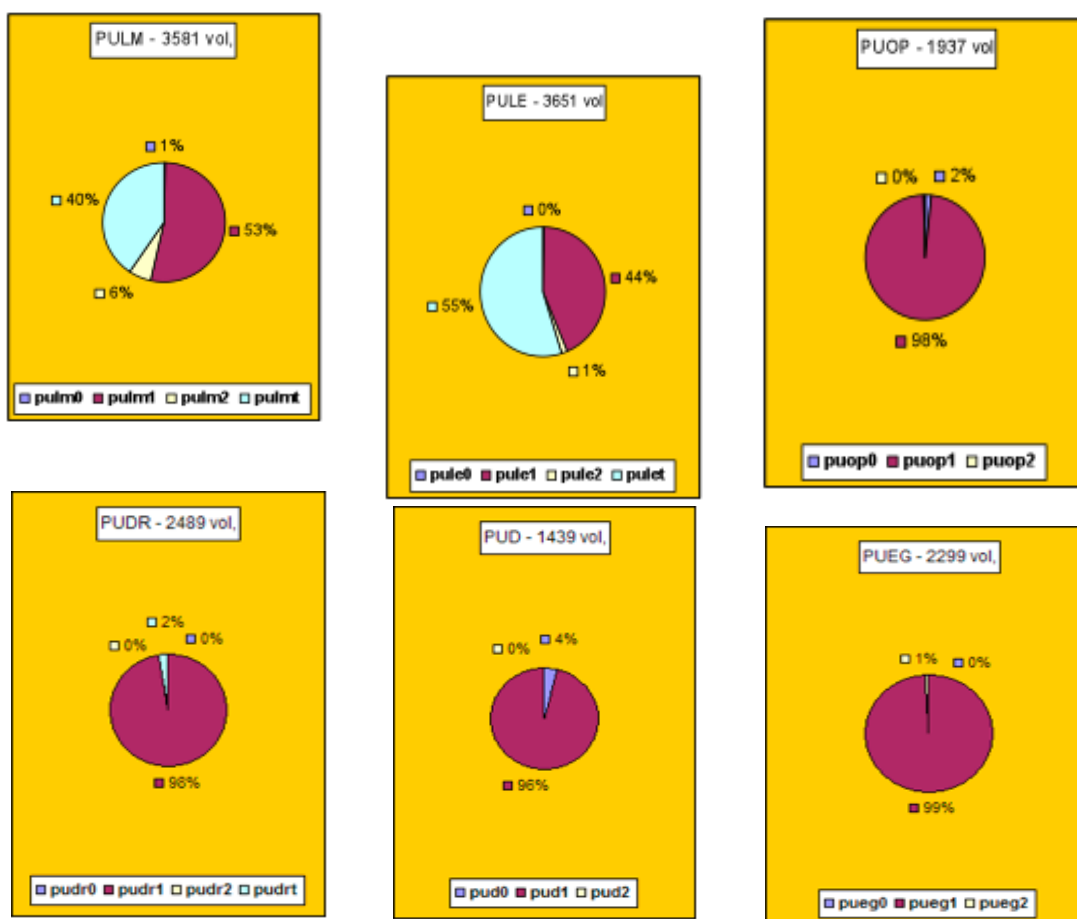 PULM - 3581 vol,
1%
40%
53%
6%
pulm0 pulm1 pulm2 pulmt
PULE - 3651 vol
0%
44%
55%
1%
pule0 pule1 pule2 pulet
PUOP - 1937 vol
0% 2%
98%
puop0 puop1 puop2
PUDR - 2489 vol,
2%
0% 0%
98%
pudr0 pudr1 pudr2 pudrt
PUD - 1439 vol,
0% 4%
96%
pud0 pud1 pud2
PUEG - 2299 vol,
1% 0%
99%
pueg0 pueg1 pueg2